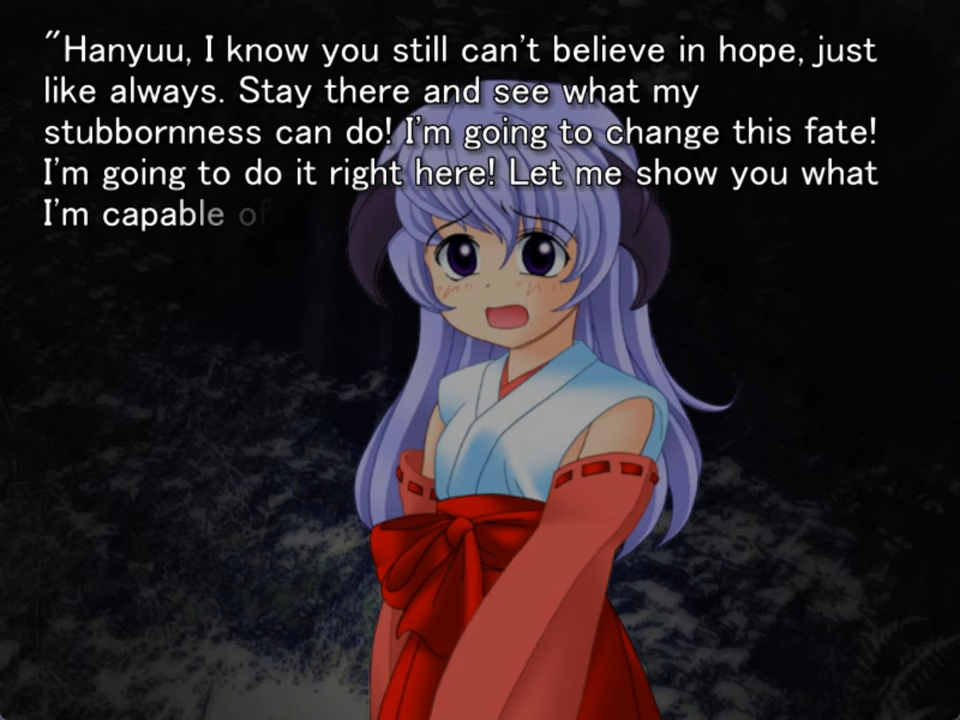 "Hanyuu, I know you still can't believe in hope, just
like always. Stay there and see what my
stubbornness can do! I'm going to change this fate!
I'm going to do it right here! Let me show you what
I'm capable of